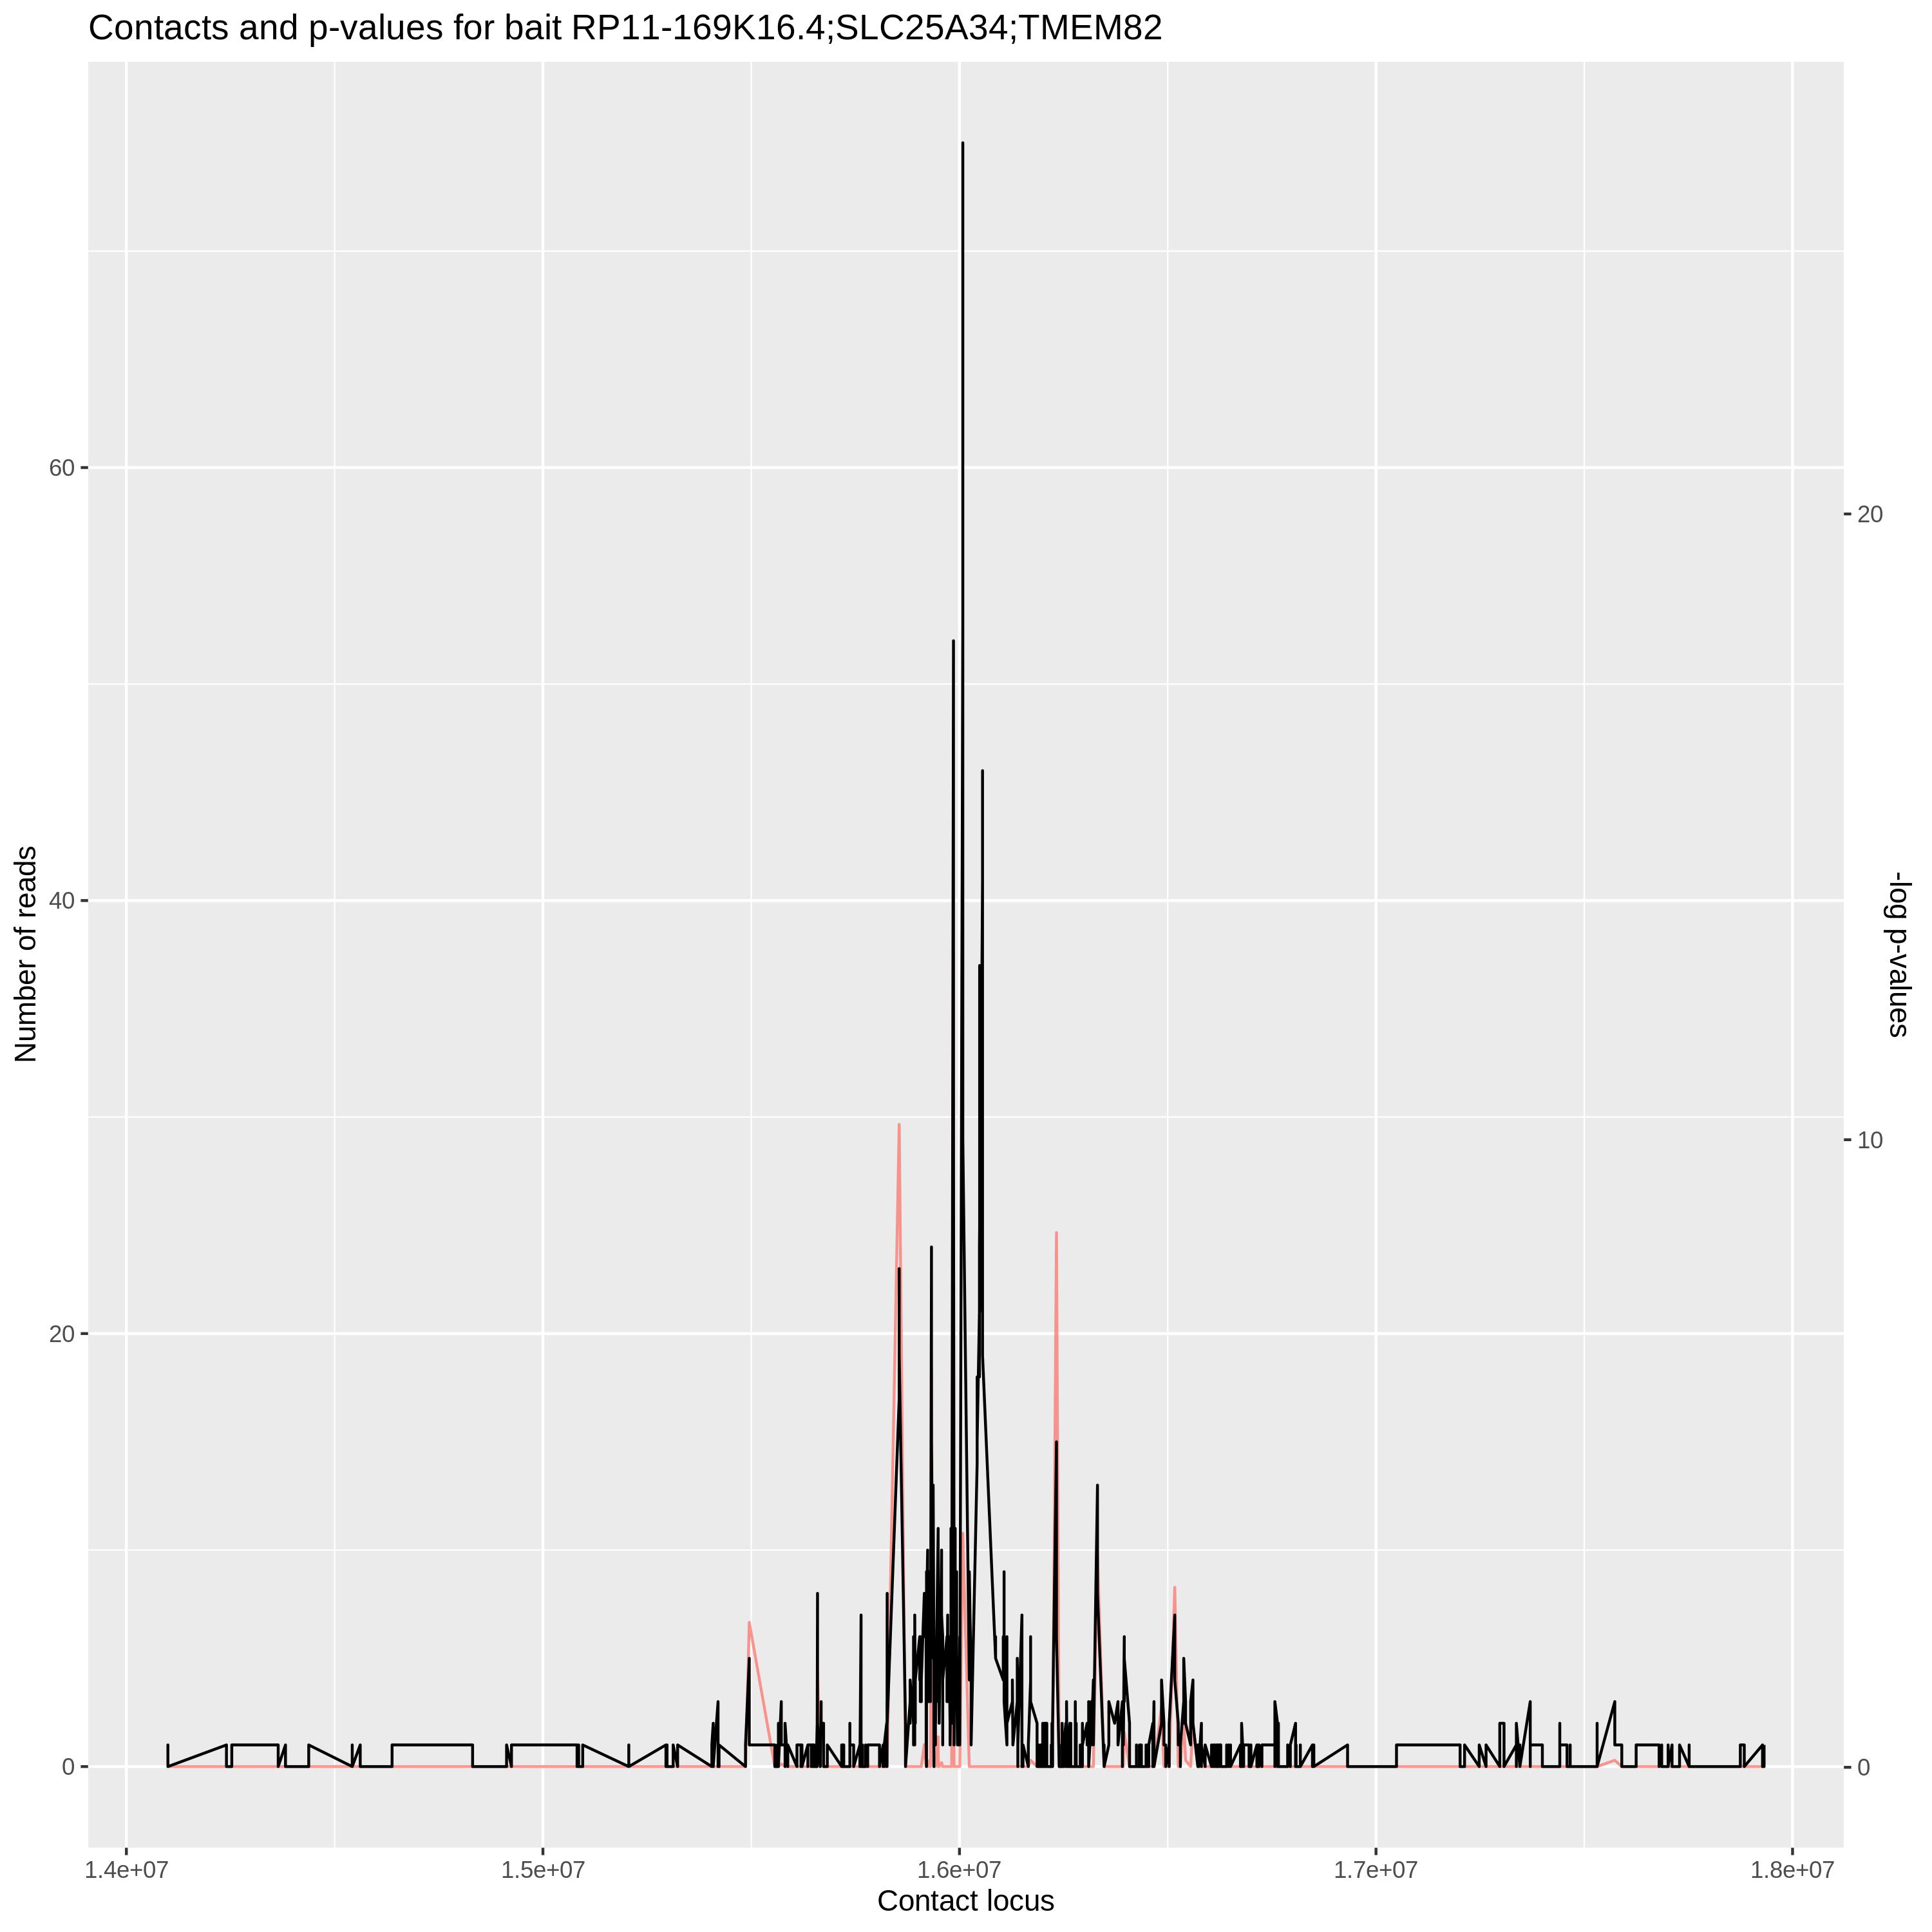 Contacts and p-values for bait RP11-169K16.4;SLC25A34;TMEM82
60
40
20
0
Number of reads
20
10
0
-log p-values
1.4e+07
1.5e+07
1.6e+07
1.7e+07
1.8e+07
Contact locus